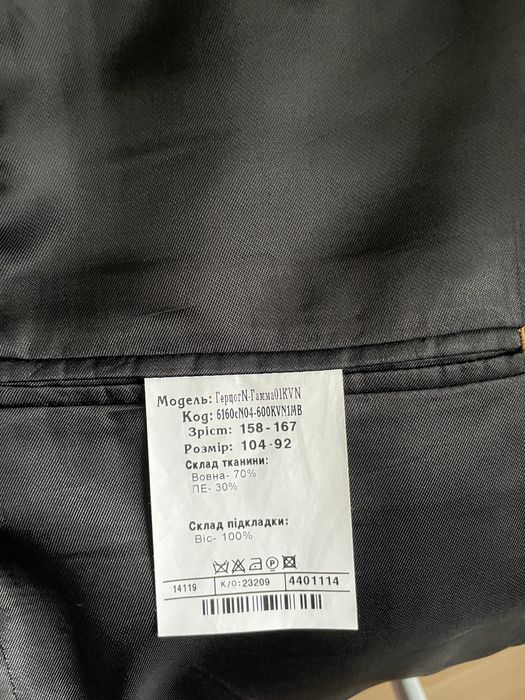 Модель: ГерцогN-Гамма01KVN
Код: 6160cN04-600KVN1MB
Зріст: 158-167
Розмір: 104-92
Склад тканини:
Вовна- 70%
ПЕ- 30%
Склад підкладки:
Віс- 100%
14119 К/О:23209 4401114